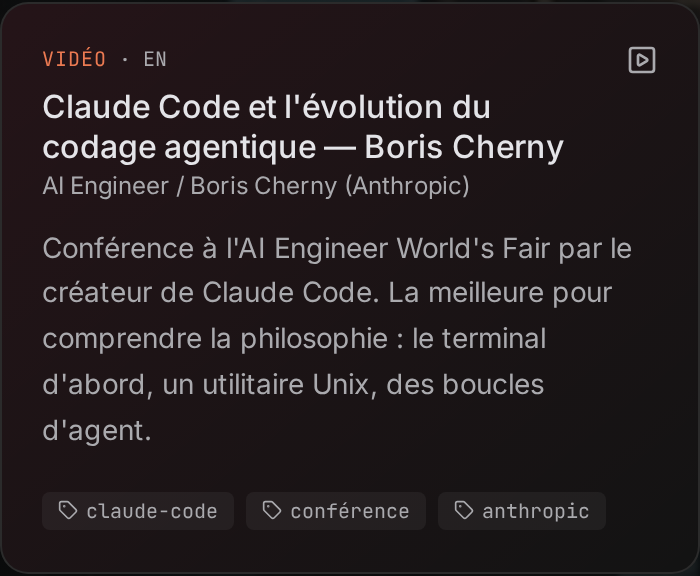 VIDÉO · EN
Claude Code et l'évolution du
codage agentique — Boris Cherny
AI Engineer / Boris Cherny (Anthropic)
Conférence à l'AI Engineer World's Fair par le
créateur de Claude Code. La meilleure pour
comprendre la philosophie : le terminal
d'abord, un utilitaire Unix, des boucles
d'agent.
claude-code conférence anthropic